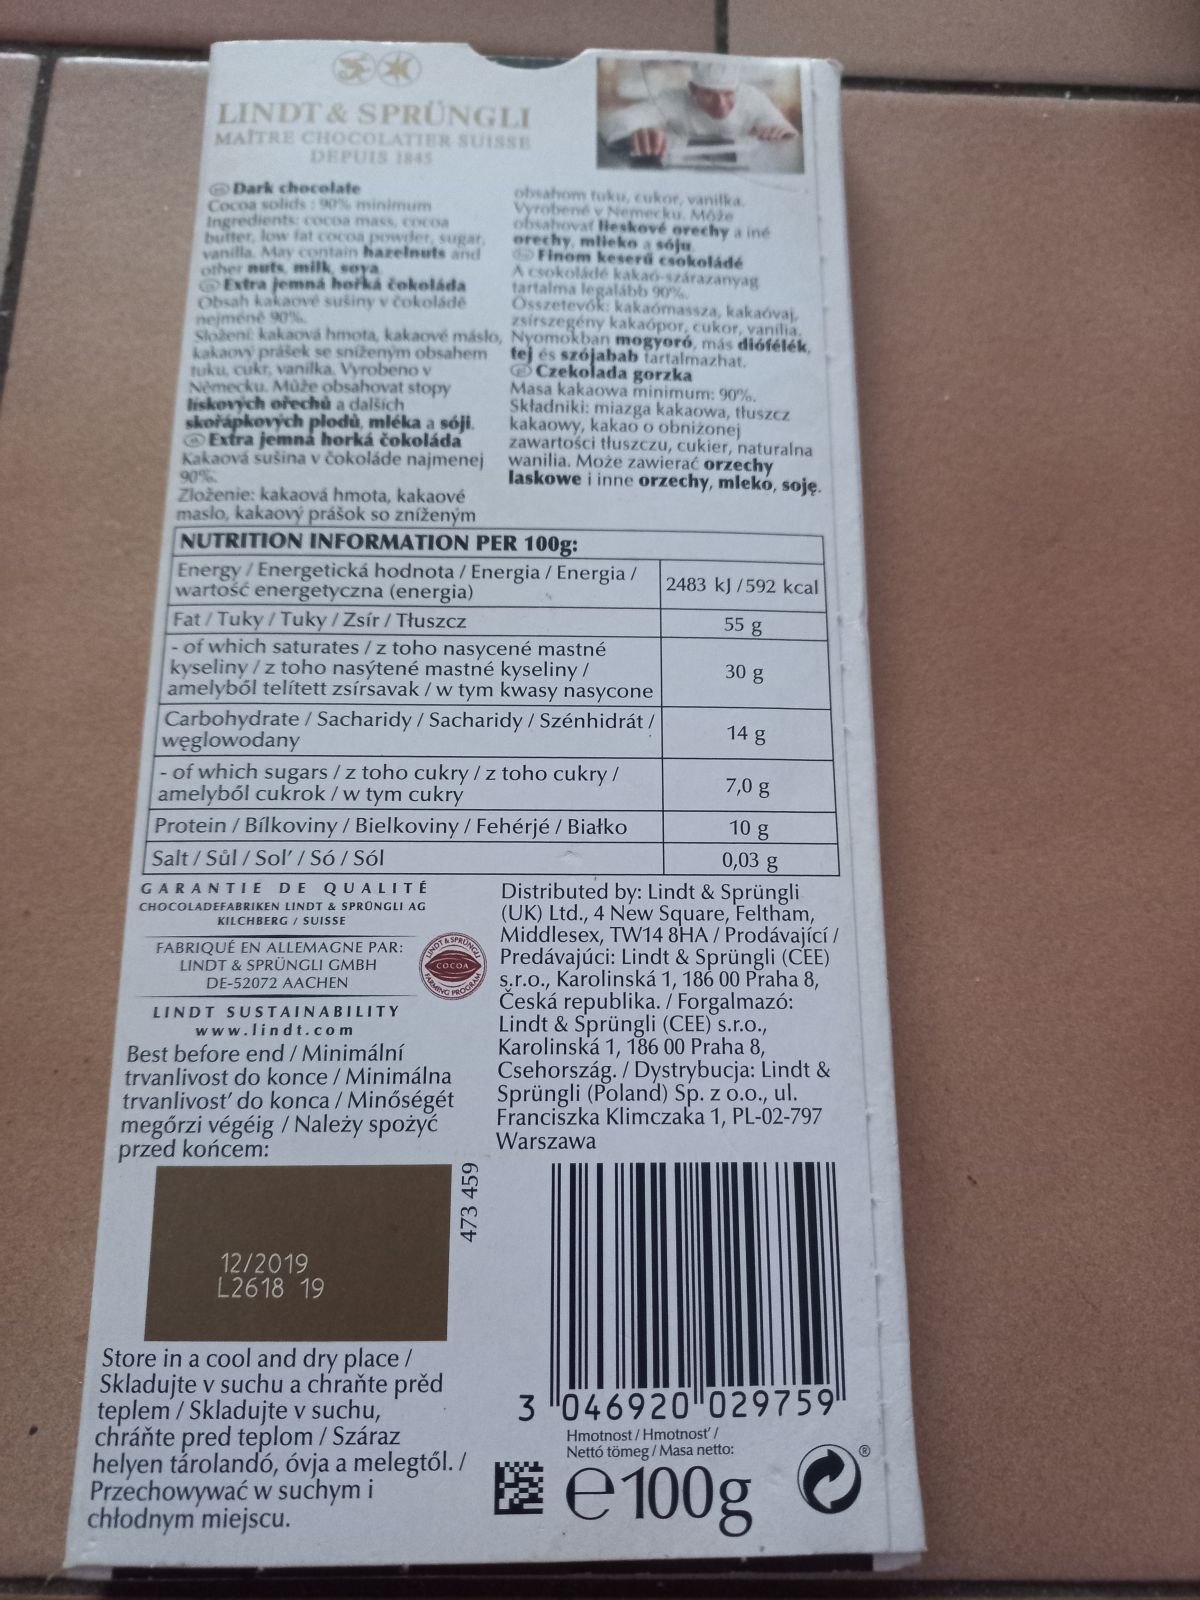 LINDT & SPRÜNGLI
MAÎTRE CHOCOLATIER SUISSE
DEPUIS 1845
Dark chocolate
Cocoa solids : 90% minimum
Ingredients: cocoa mass, cocoa
butter, low fat cocoa powder, sugar,
vanilla. May contain hazelnuts and
other nuts, milk, soya.
Extra jemná hořká čokoláda
Obsah kakaové sušiny v čokoládě
nejméně 90%.
Složení: kakaová hmota, kakaové máslo,
kakaový prášek se sníženým obsahem
tuku, cukr, vanilka. Vyrobeno v
Německu. Může obsahovat stopy
lískových ořechů a dalších
skořápkových plodů, mléka a sóji.
Extra jemná horká čokoláda
Kakaová sušina v čokoláde najmenej
90%.
Zloženie: kakaová hmota, kakaové
maslo, kakaový prášok so zníženým
obsahom tuku, cukor, vanilka.
Vyrobené v Nemecku. Môže
obsahovať lieskové orechy a iné
orechy, mlieko a sóju.
Finom keserű csokoládé
A csokoládé kakaó-szárazanyag
tartalma legalább 90%.
Összetevők: kakaómassza, kakaóvaj,
zsírszegény kakaópor, cukor, vanília.
Nyomokban mogyoró, más diófélék,
tej és szójabab tartalmazhat.
Czekolada gorzka
Masa kakaowa minimum: 90%.
Składniki: miazga kakaowa, tłuszcz
kakaowy, kakao o obniżonej
zawartości tłuszczu, cukier, naturalna
wanilia. Może zawierać orzechy
laskowe i inne orzechy, mleko, soję.
NUTRITION INFORMATION PER 100g:
Energy / Energetická hodnota / Energia / Energia /
wartość energetyczna (energia)
2483 kJ / 592 kcal
Fat / Tuky / Tuky / Zsír / Tłuszcz
55 g
- of which saturates / z toho nasycené mastné
kyseliny / z toho nasýtené mastné kyseliny /
amelyből telített zsírsavak / w tym kwasy nasycone
30 g
Carbohydrate / Sacharidy / Sacharidy / Szénhidrát /
węglowodany
14 g
- of which sugars / z toho cukry / z toho cukry /
amelyből cukrok / w tym cukry
7,0 g
Protein / Bílkoviny / Bielkoviny / Fehérjé / Białko
10 g
Salt / Sůl / Sol' / Só / Sól
0,03 g
GARANTIE DE QUALITÉ
CHOCOLADEFABRIKEN LINDT & SPRÜNGLI AG
KILCHBERG / SUISSE
FABRIQUÉ EN ALLEMAGNE PAR:
LINDT & SPRÜNGLI GMBH
DE-52072 AACHEN
LINDT & SPRÜNGLI
COCOA
FARMING PROGRAM
LINDT SUSTAINABILITY
www.lindt.com
Best before end / Minimální
trvanlivost do konce / Minimálna
trvanlivosť do konca / Minőségét
megőrzi végéig / Należy spożyć
przed końcem:
Distributed by: Lindt & Sprüngli
(UK) Ltd., 4 New Square, Feltham,
Middlesex, TW14 8HA / Prodávající /
Predávajúci: Lindt & Sprüngli (CEE)
s.r.o., Karolinská 1, 186 00 Praha 8,
Česká republika. / Forgalmazó:
Lindt & Sprüngli (CEE) s.r.o.,
Karolinská 1, 186 00 Praha 8,
Csehország. / Dystrybucja: Lindt &
Sprüngli (Poland) Sp. z o.o., ul.
Franciszka Klimczaka 1, PL-02-797
Warszawa
473 459
12/2019
L2618 19
Store in a cool and dry place /
Skladujte v suchu a chraňte přěd
teplem / Skladujte v suchu,
chráňte pred teplom / Száraz
helyen tárolandó, óvja a melegtől. /
Przechowywać w suchym i
chłodnym miejscu.
3 046920 029759
Hmotnost / Hmotnosť /
Nettó tömeg / Masa netto:
e100g
®